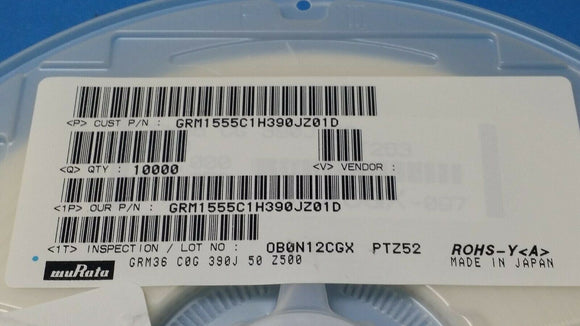 <P> CUST P/N : GRM1555C1H390JZ01D
<Q> QTY : 10000 <V> VENDOR :
<1P> OUR P/N : GRM1555C1H390JZ01D
<1T> INSPECTION / LOT NO : OB0N12CGX PTZ52 ROHS-Y<A>
muRata GRM36 C0G 390J 50 Z500 MADE IN JAPAN